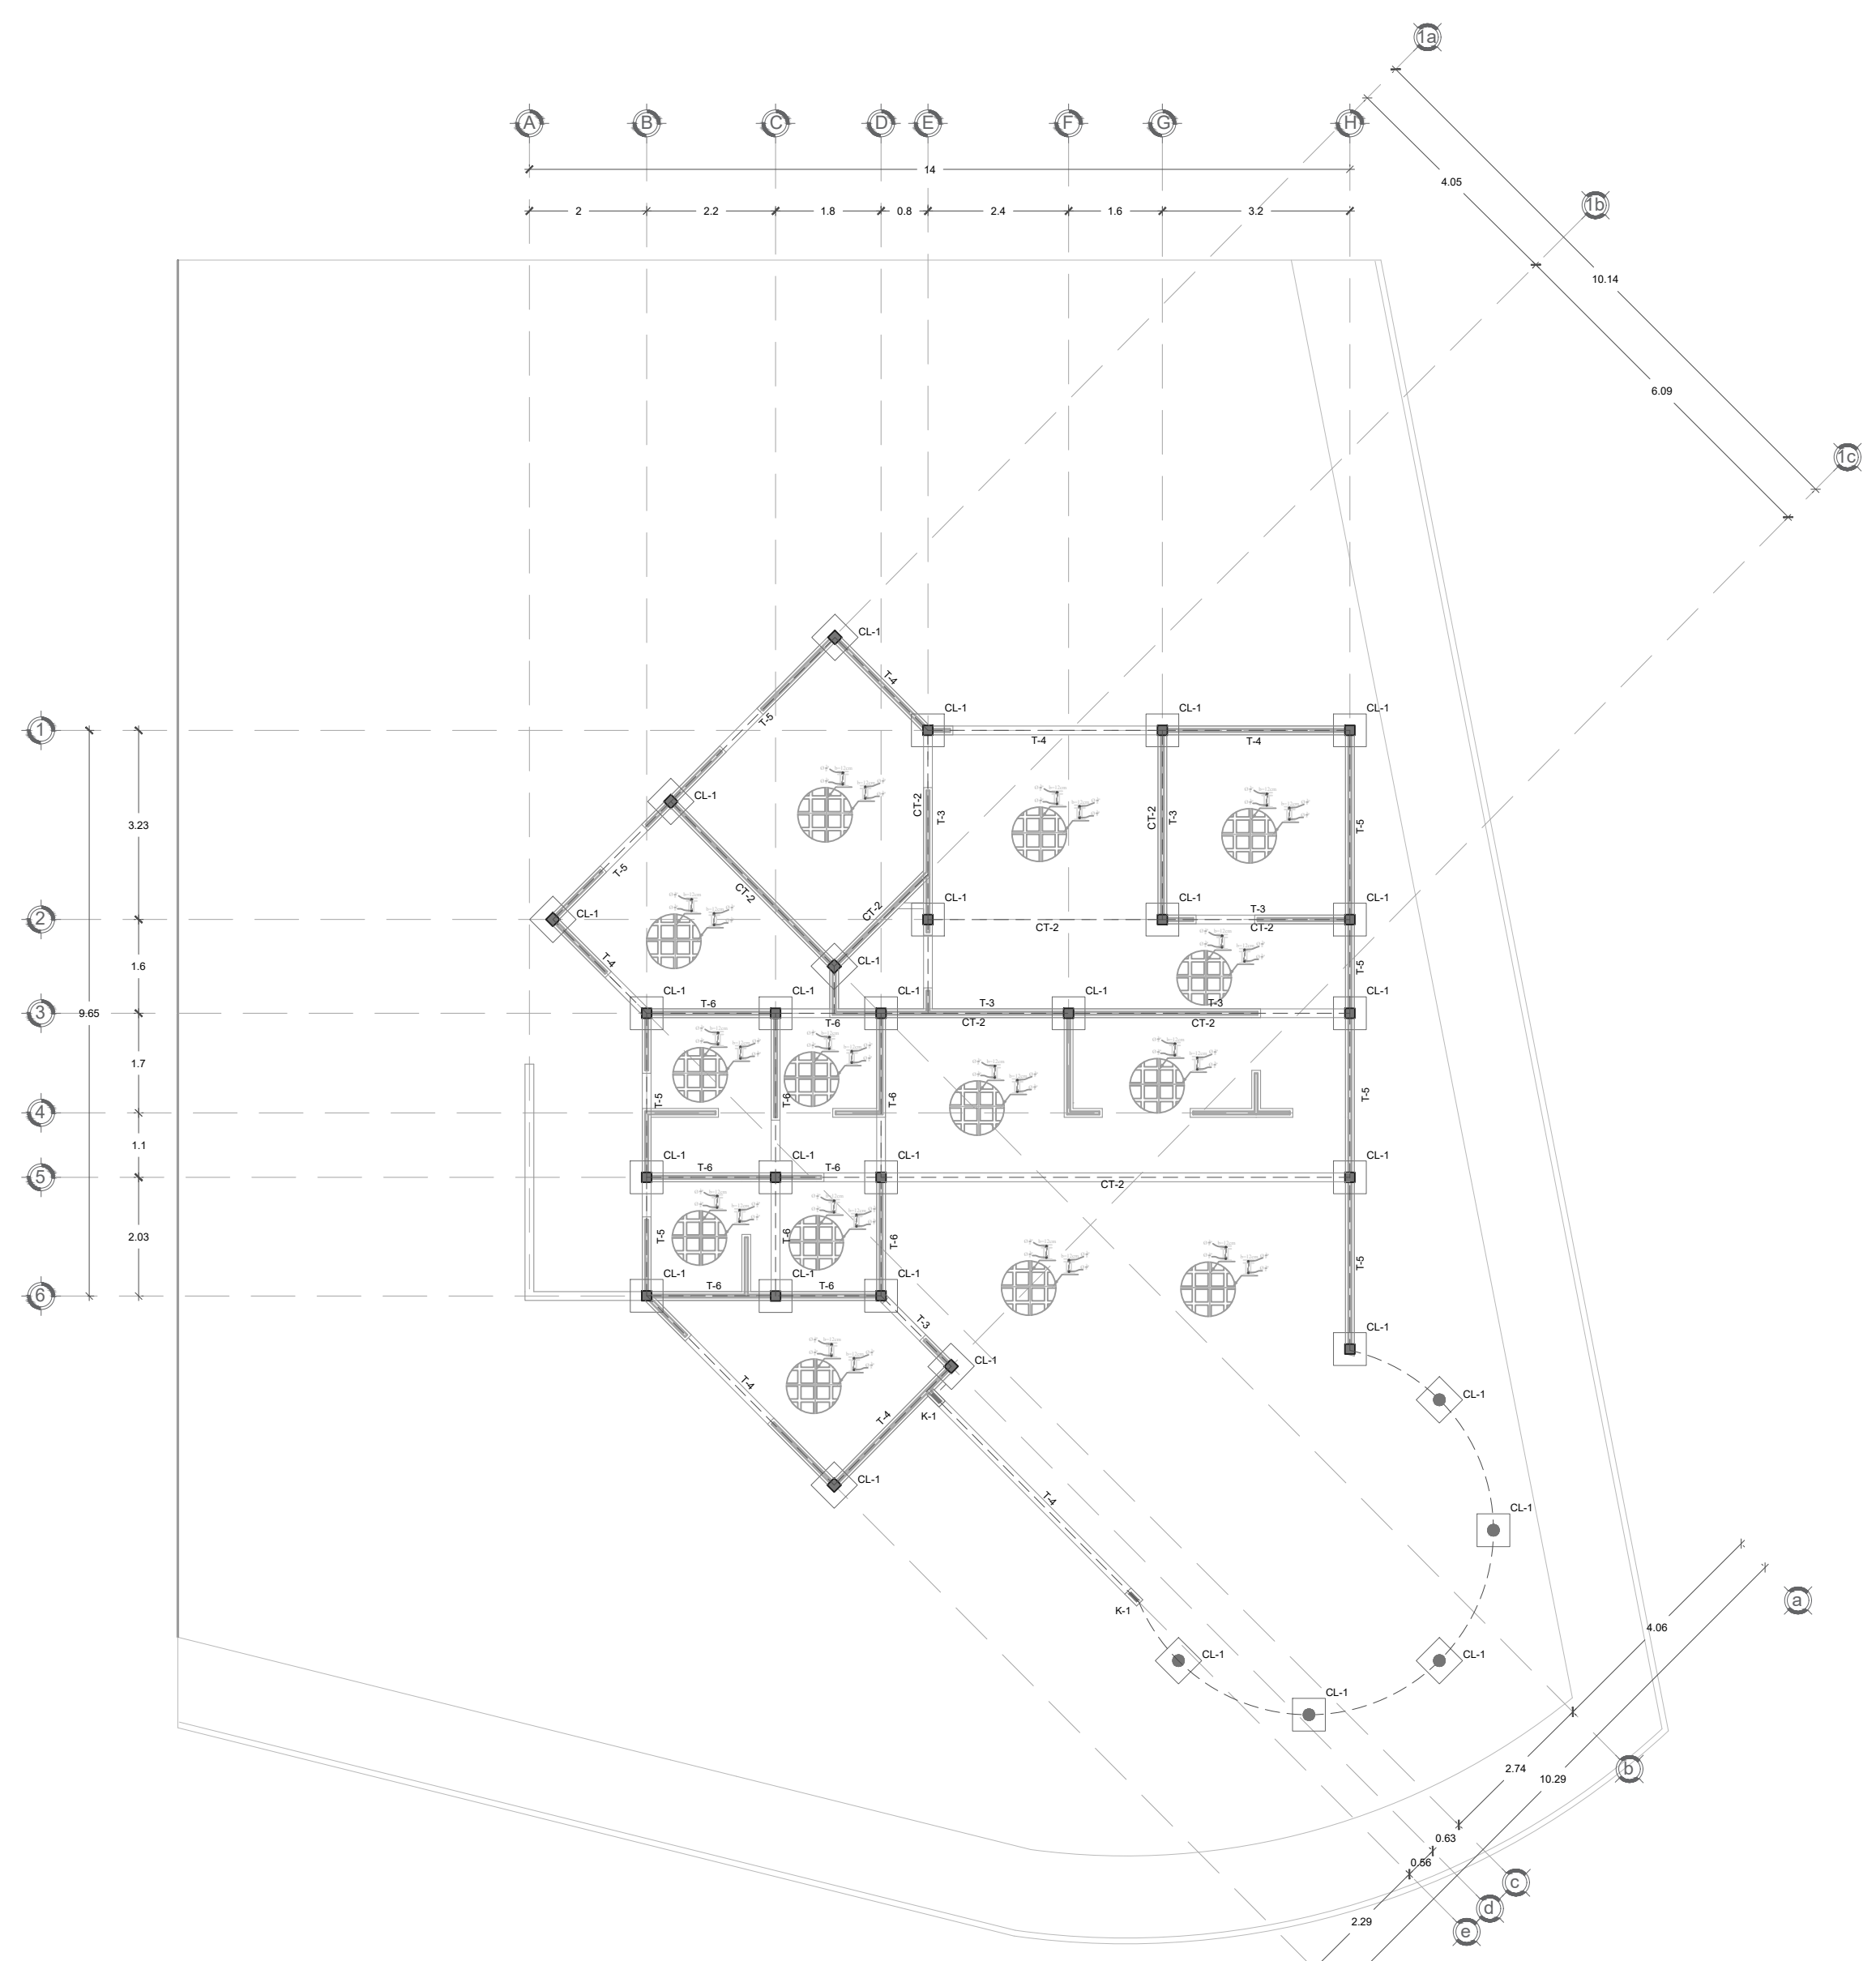 1a
A B C D E F G H
14
4.05
1b
2 2.2 1.8 0.8 2.4 1.6 3.2
10.14
6.09
1c
CL-1
T-4
CL-1 CL-1 CL-1
T-5
1
T-4 T-4
CL-1
CT-2 T-3 CT-2 T-3 T-5
3.23
T-5
CT-2
CL-1 CT-2 CL-1 CL-1 CL-1
T-3
2
CT-2 CT-2
T-4 CL-1 T-5
1.6
CL-1 CL-1 CL-1 CL-1 CL-1
T-6 T-3 T-3
3 9.65
T-6 CT-2 CT-2
1.7
T-5 T-6 T-6 T-5
4
1.1
CL-1 CL-1 CL-1 CL-1
T-6 T-6
5
CT-2
2.03
T-5 T-6 T-6 T-5
CL-1 CL-1 CL-1
T-6 T-6
6
T-3 CL-1
CL-1
T-4
CL-1
T-4 K-1
CL-1
T-4
CL-1
a
K-1
4.06
CL-1 CL-1
CL-1
2.74 b
10.29
0.63
0.56
c
d
2.29 e